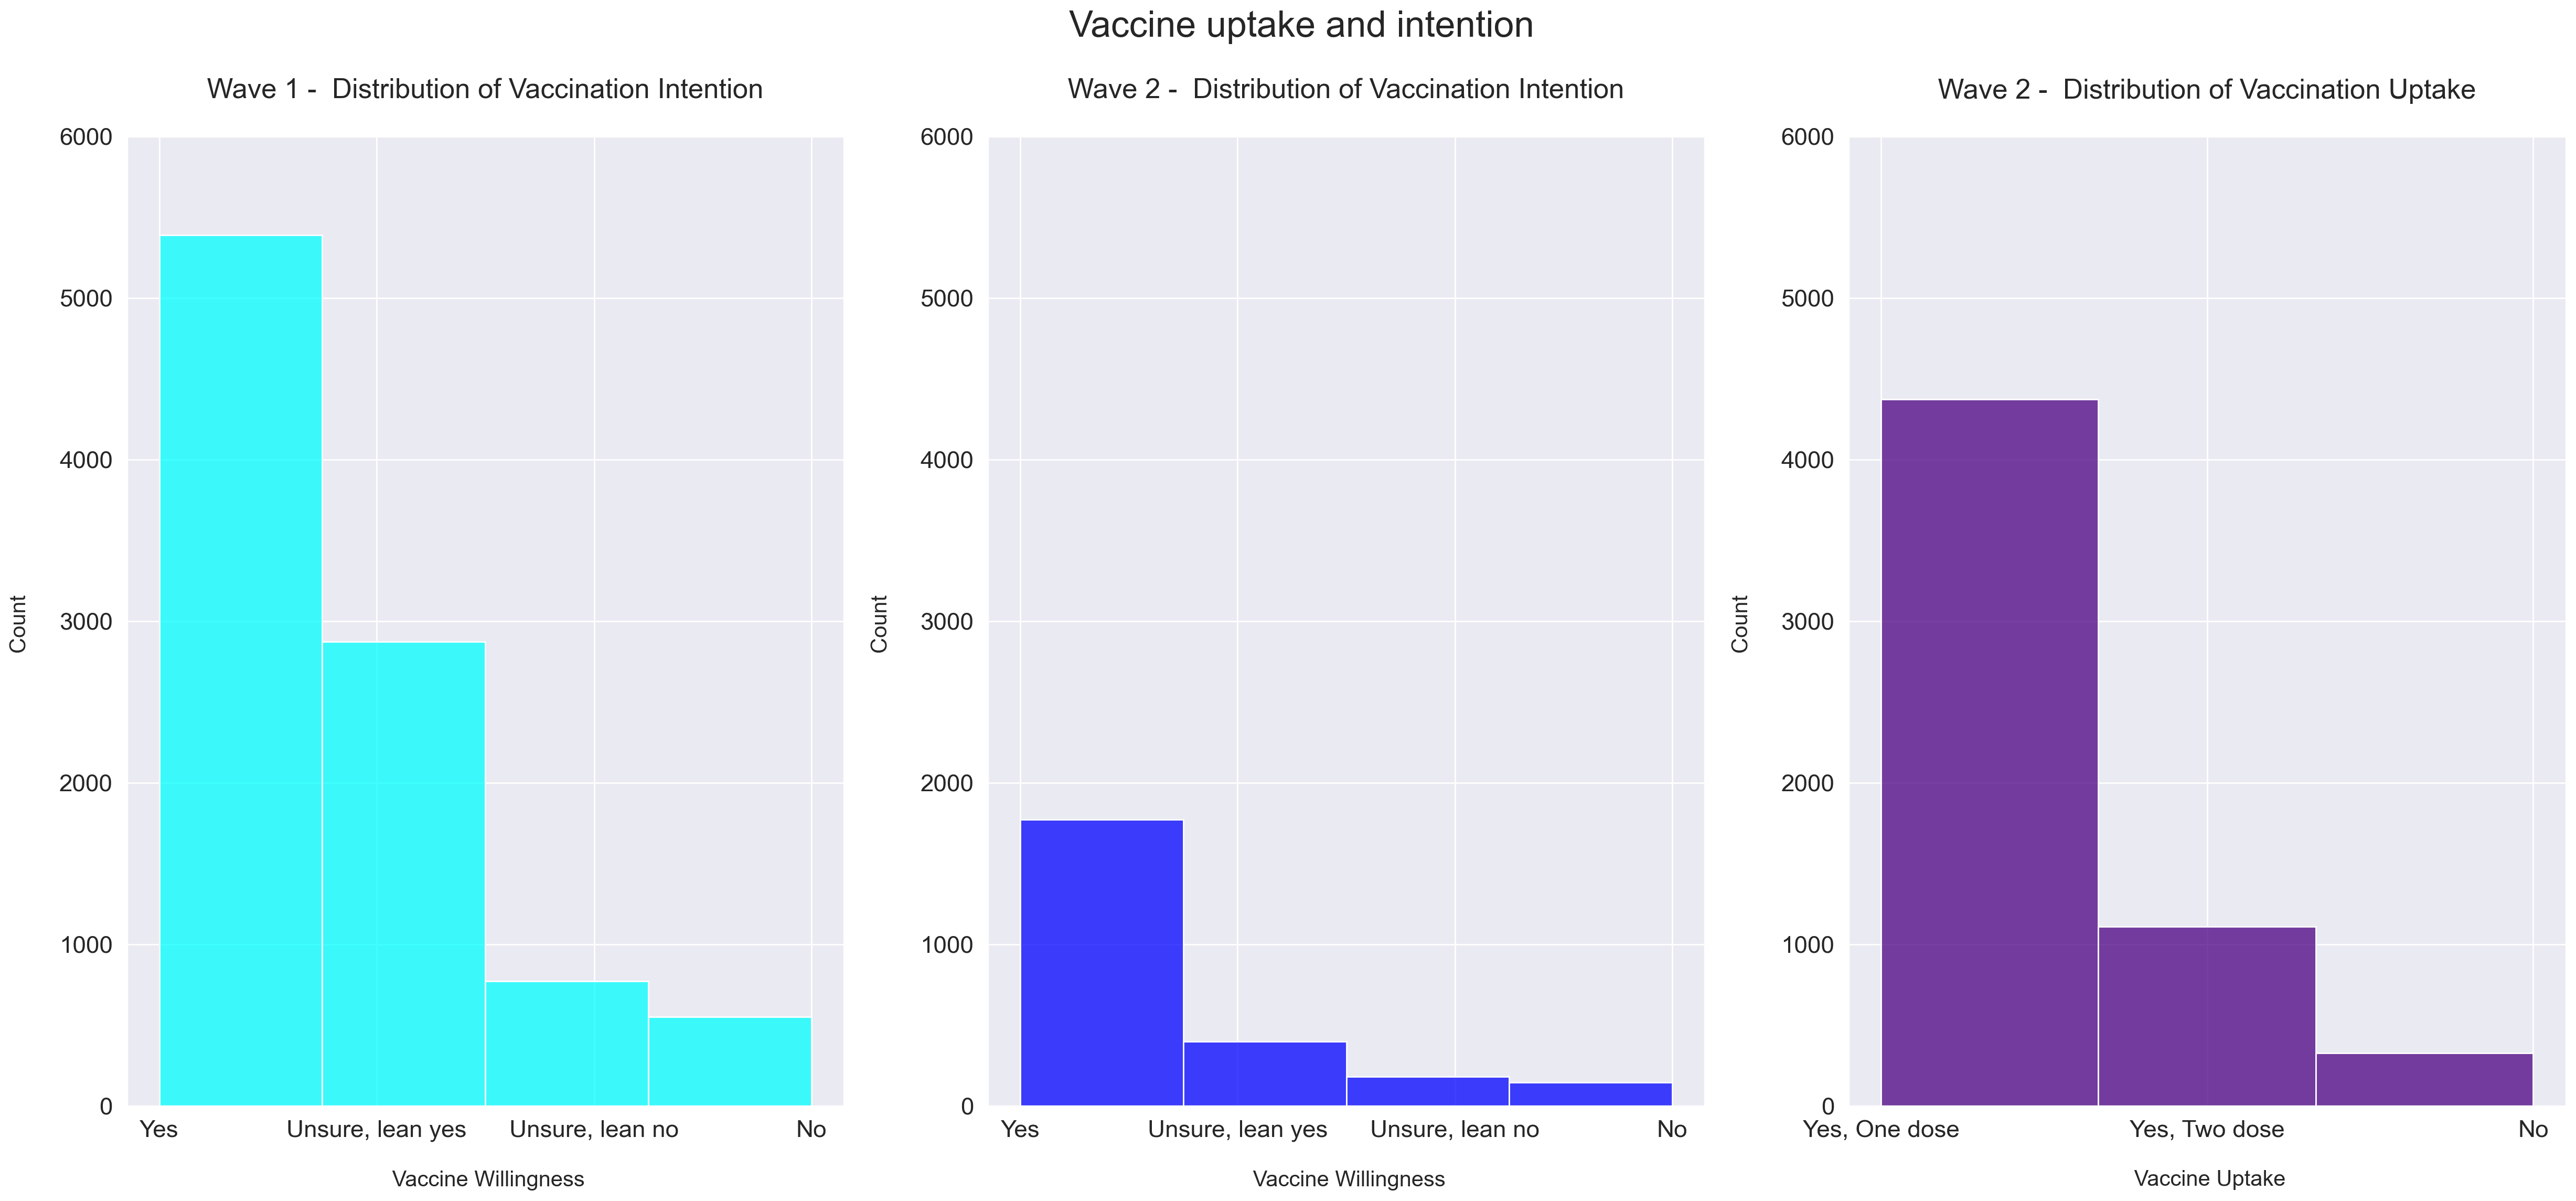 Vaccine uptake and intention
Wave 1 -  Distribution of Vaccination Intention
6000
5000
4000
3000
2000
1000
0
Count
Yes
Unsure, lean yes
Unsure, lean no
No
Vaccine Willingness
Wave 2 -  Distribution of Vaccination Intention
6000
5000
4000
3000
2000
1000
0
Count
Yes
Unsure, lean yes
Unsure, lean no
No
Vaccine Willingness
Wave 2 -  Distribution of Vaccination Uptake
6000
5000
4000
3000
2000
1000
0
Count
Yes, One dose
Yes, Two dose
No
Vaccine Uptake